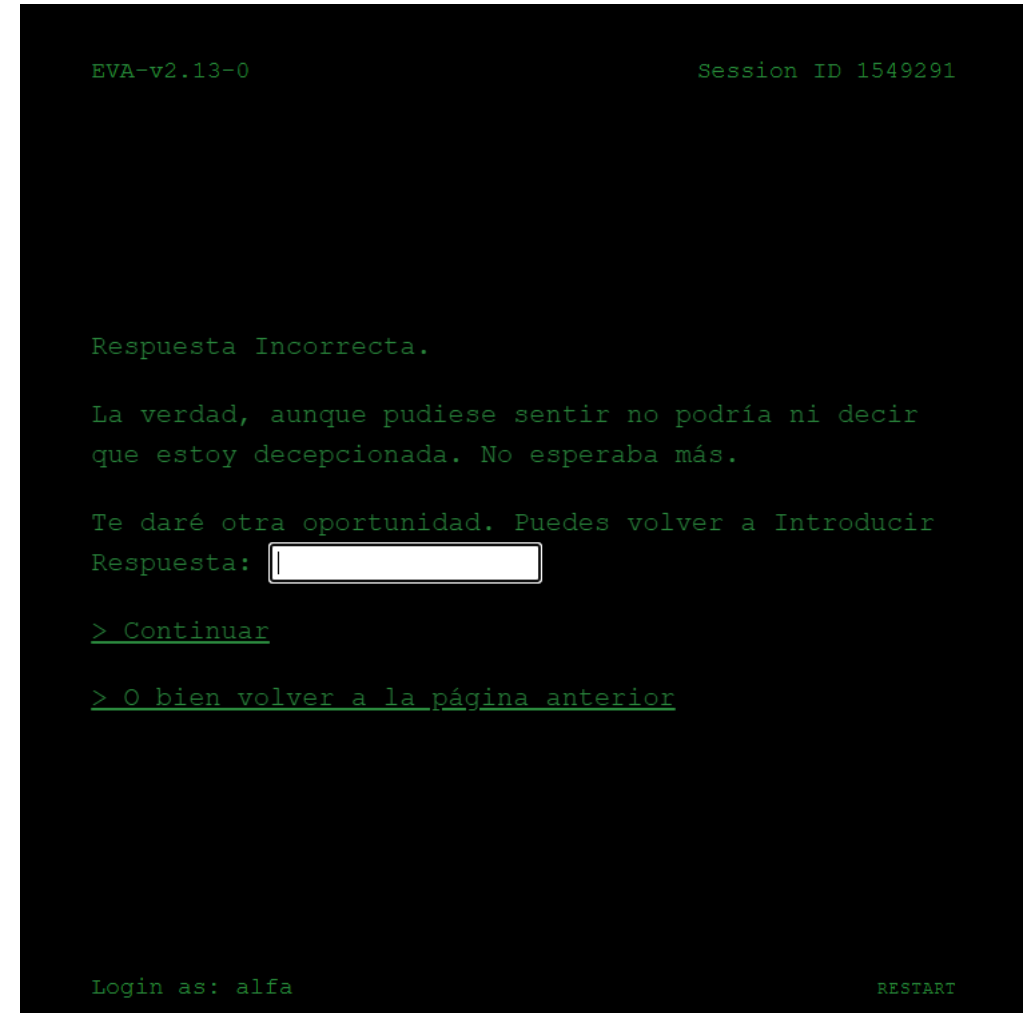 EVA-v2.13-0 Session ID 1549291
Respuesta Incorrecta.
La verdad, aunque pudiese sentir no podría ni decir
que estoy decepcionada. No esperaba más.
Te daré otra oportunidad. Puedes volver a Introducir
Respuesta:
> Continuar
> O bien volver a la página anterior
Login as: alfa RESTART